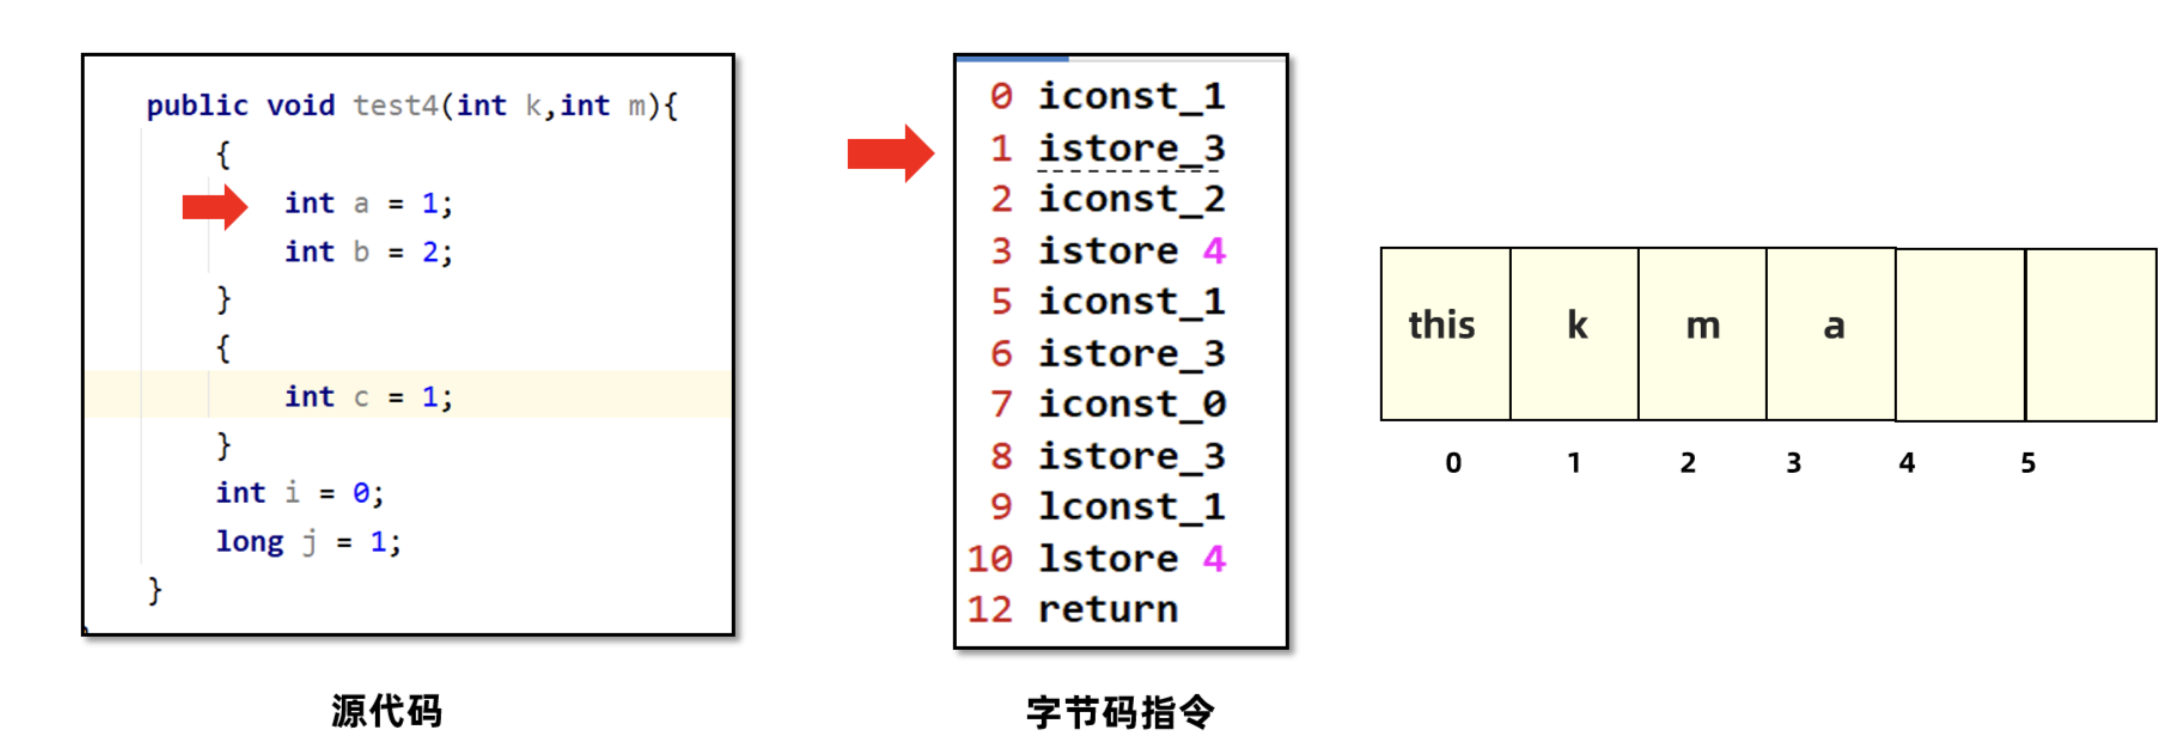 public void test4(int k,int m){
{
int a = 1;
int b = 2;
}
{
int c = 1;
}
int i = 0;
long j = 1;
}
源代码
0 iconst_1
1 istore_3
2 iconst_2
3 istore 4
5 iconst_1
6 istore_3
7 iconst_0
8 istore_3
9 lconst_1
10 lstore 4
12 return
字节码指令
this k m a
0 1 2 3 4 5